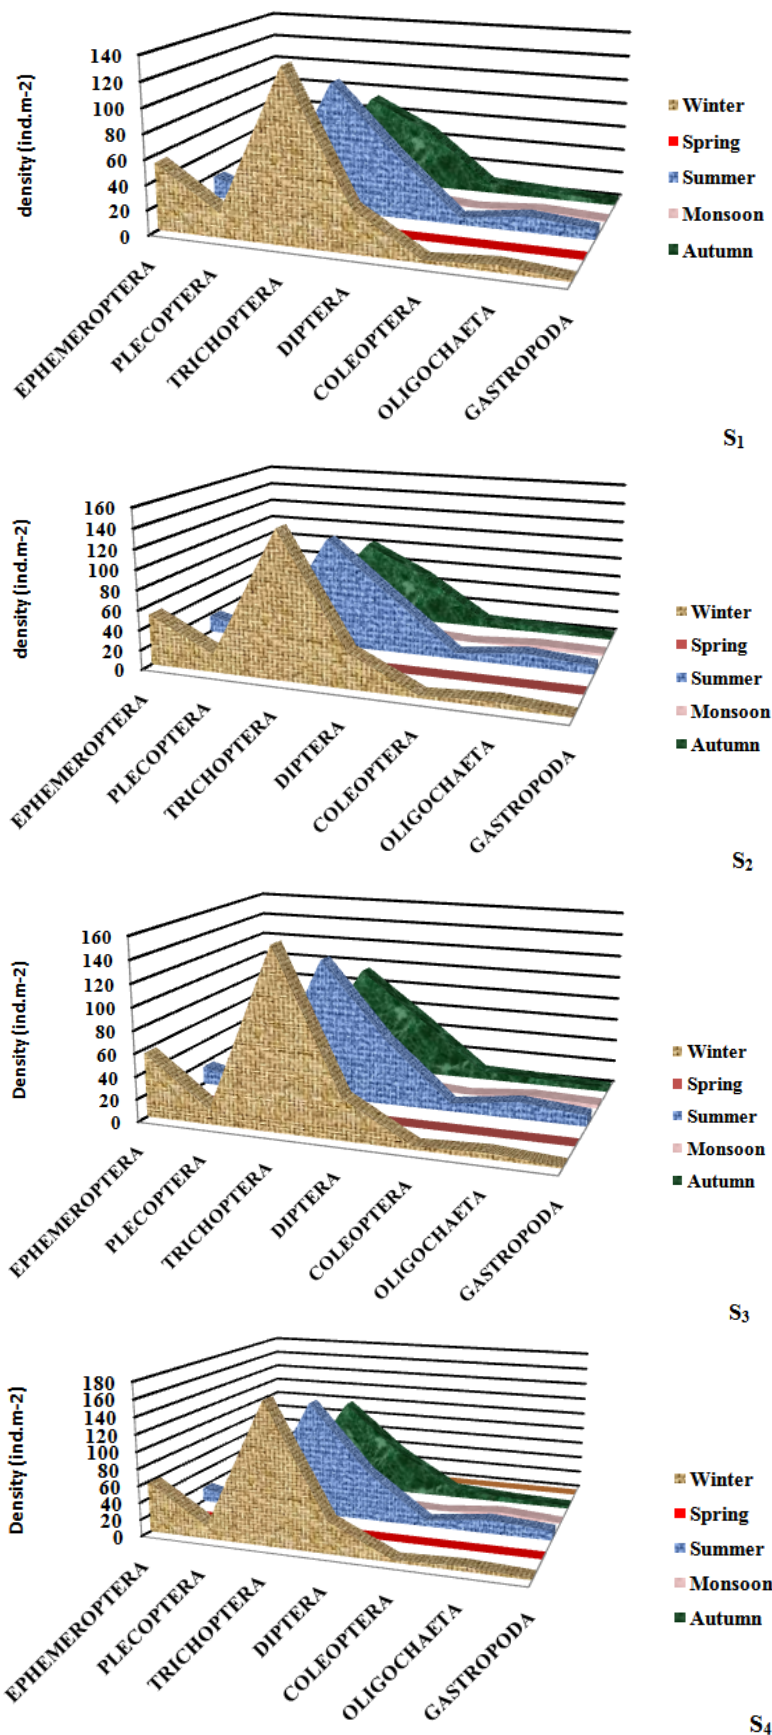 density (ind.m-2)
140
120
100
80
60
40
20
0
EPHEMEROPTERA
PLECOPTERA
TRICHOPTERA
DIPTERA
COLEOPTERA
OLIGOCHAETA
GASTROPODA
Winter
Spring
Summer
Monsoon
Autumn
S1
density (ind.m-2)
160
140
120
100
80
60
40
20
0
EPHEMEROPTERA
PLECOPTERA
TRICHOPTERA
DIPTERA
COLEOPTERA
OLIGOCHAETA
GASTROPODA
Winter
Spring
Summer
Monsoon
Autumn
S2
Density (ind.m-2)
160
140
120
100
80
60
40
20
0
EPHEMEROPTERA
PLECOPTERA
TRICHOPTERA
DIPTERA
COLEOPTERA
OLIGOCHAETA
GASTROPODA
Winter
Spring
Summer
Monsoon
Autumn
S3
Density (ind.m-2)
180
160
140
120
100
80
60
40
20
0
EPHEMEROPTERA
PLECOPTERA
TRICHOPTERA
DIPTERA
COLEOPTERA
OLIGOCHAETA
GASTROPODA
Winter
Spring
Summer
Monsoon
Autumn
S4